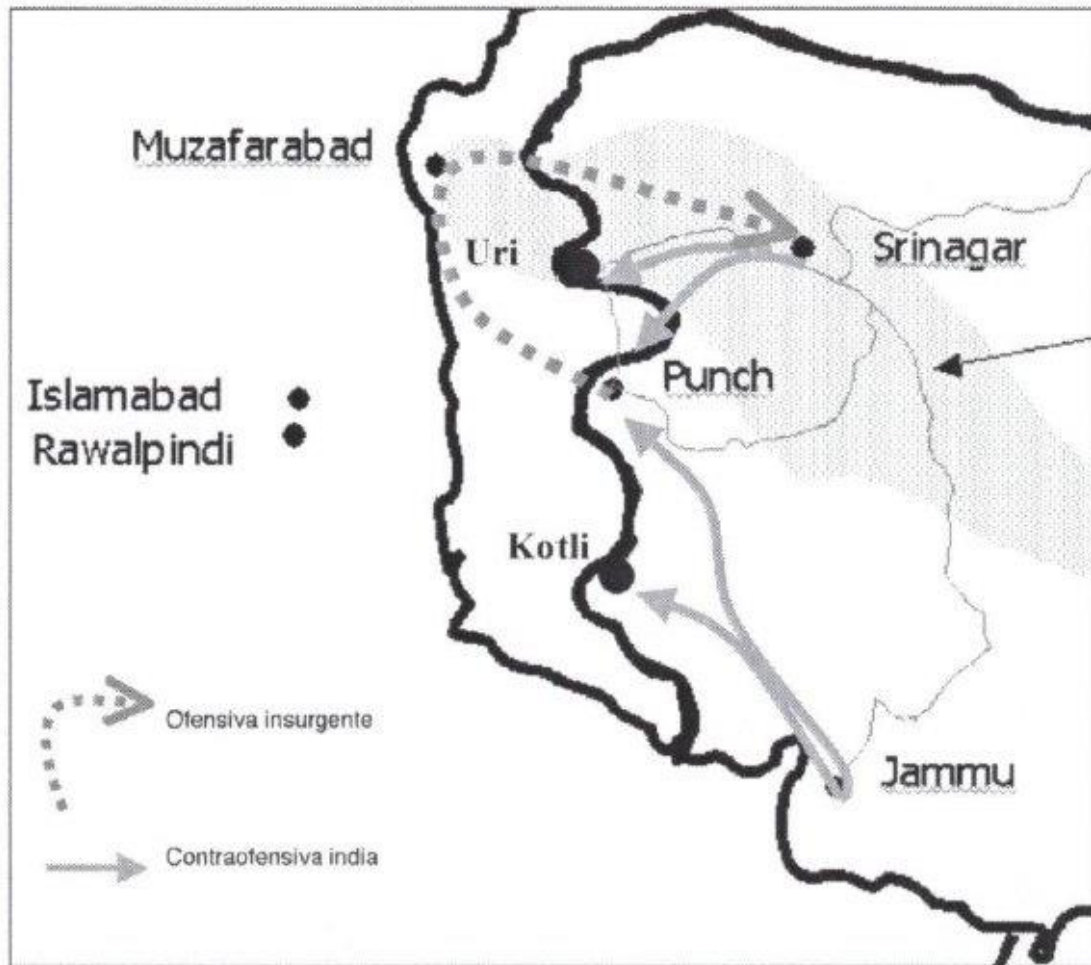 Muzafarabad
Uri
Srinagar
Punch
Islamabad
Rawalpindi
Kotli
Ofensiva insurgente
Jammu
Contraofensiva india